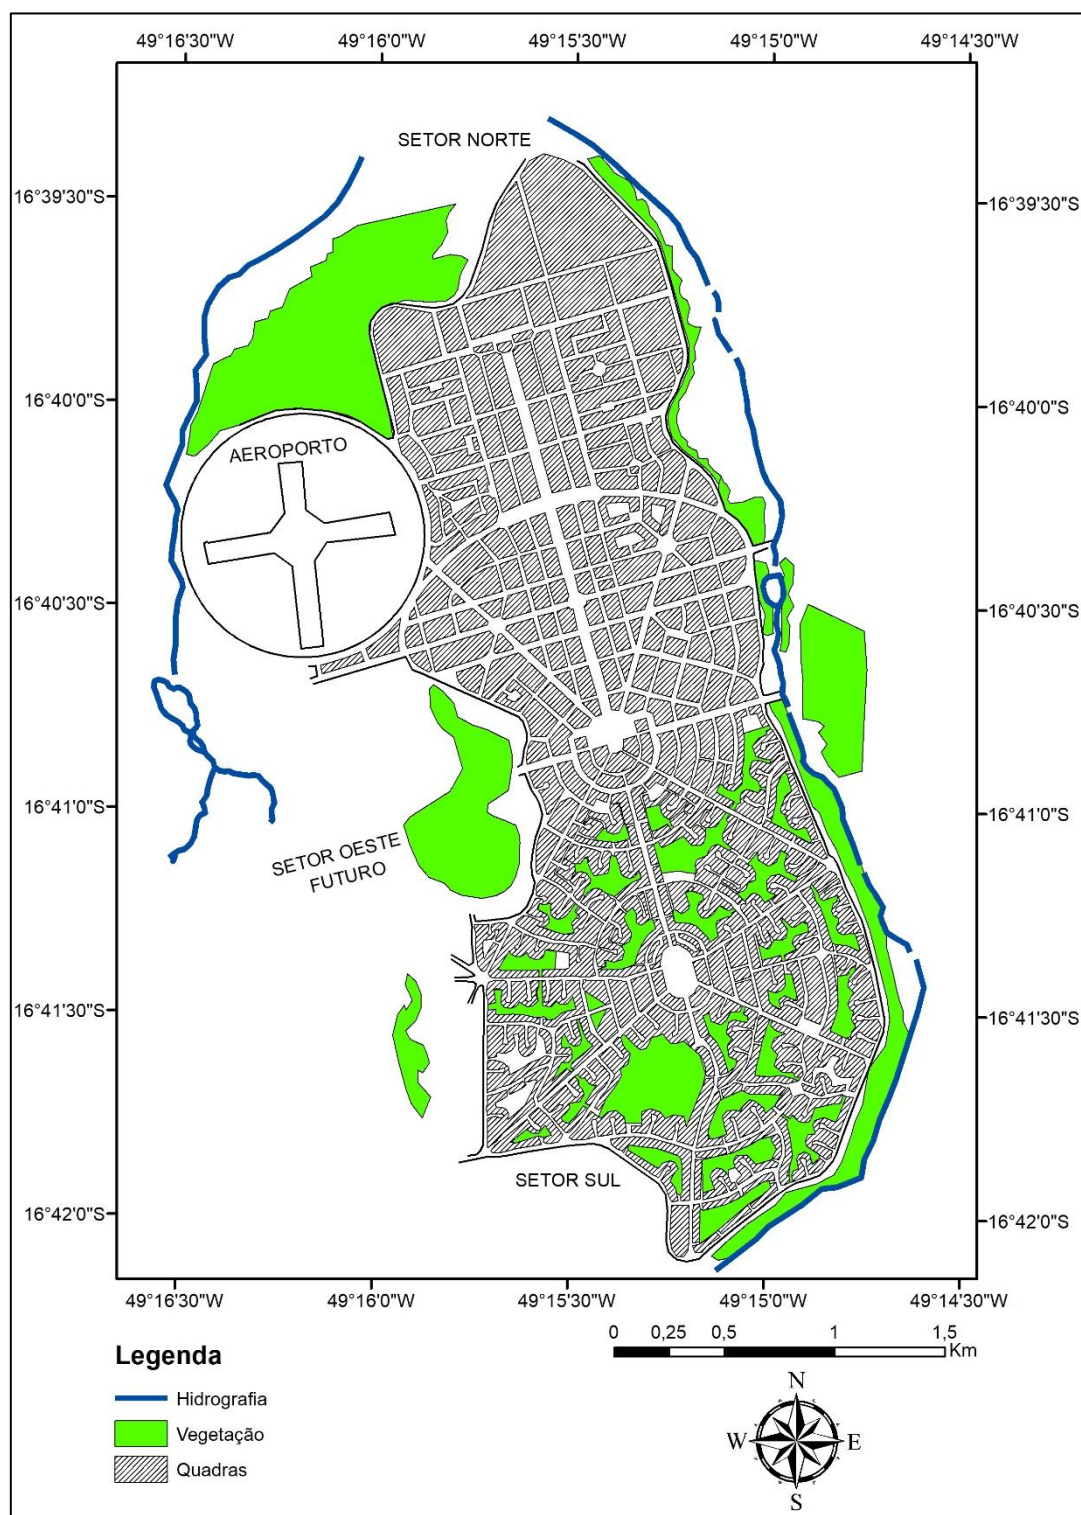 49°16'30"W 49°16'0"W 49°15'30"W 49°15'0"W 49°14'30"W
SETOR NORTE
16°39'30"S 16°39'30"S
16°40'0"S 16°40'0"S
AEROPORTO
16°40'30"S 16°40'30"S
16°41'0"S 16°41'0"S
SETOR OESTE
FUTURO
16°41'30"S 16°41'30"S
SETOR SUL
16°42'0"S 16°42'0"S
49°16'30"W 49°16'0"W 49°15'30"W 49°15'0"W 49°14'30"W
0 0,25 0,5 1 1,5
Km
Legenda
Hidrografia
Vegetação
Quadras
N
W E
S